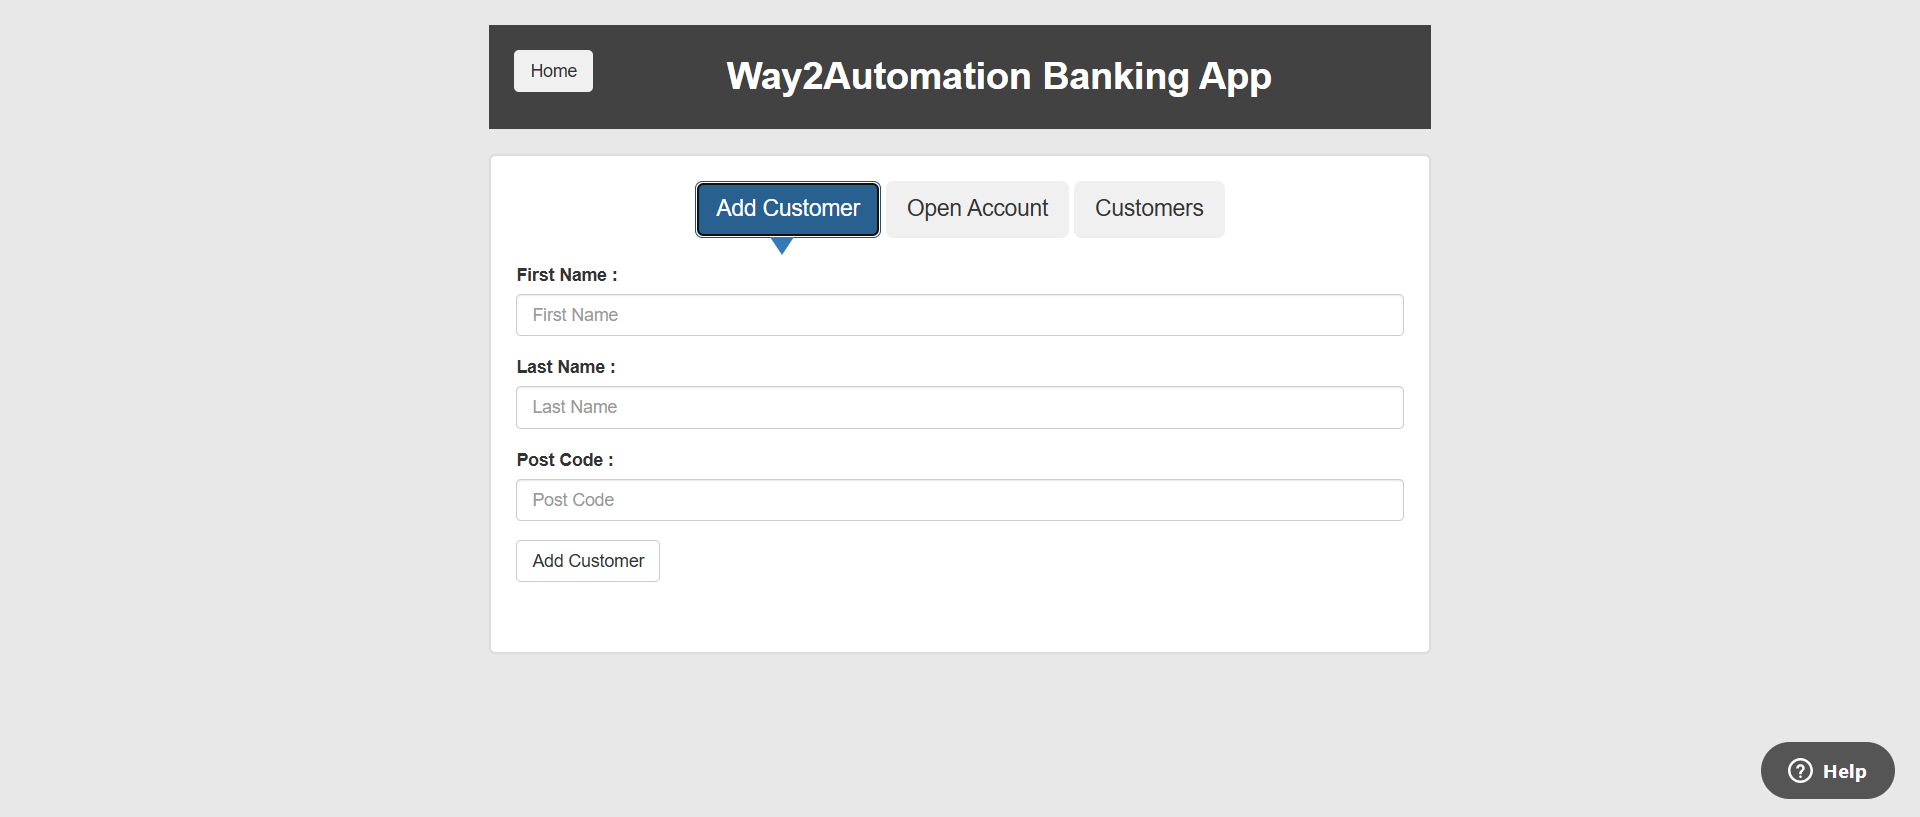 Home
Way2Automation Banking App
Add Customer
Open Account
Customers
First Name :
First Name
Last Name :
Last Name
Post Code :
Post Code
Add Customer
Help